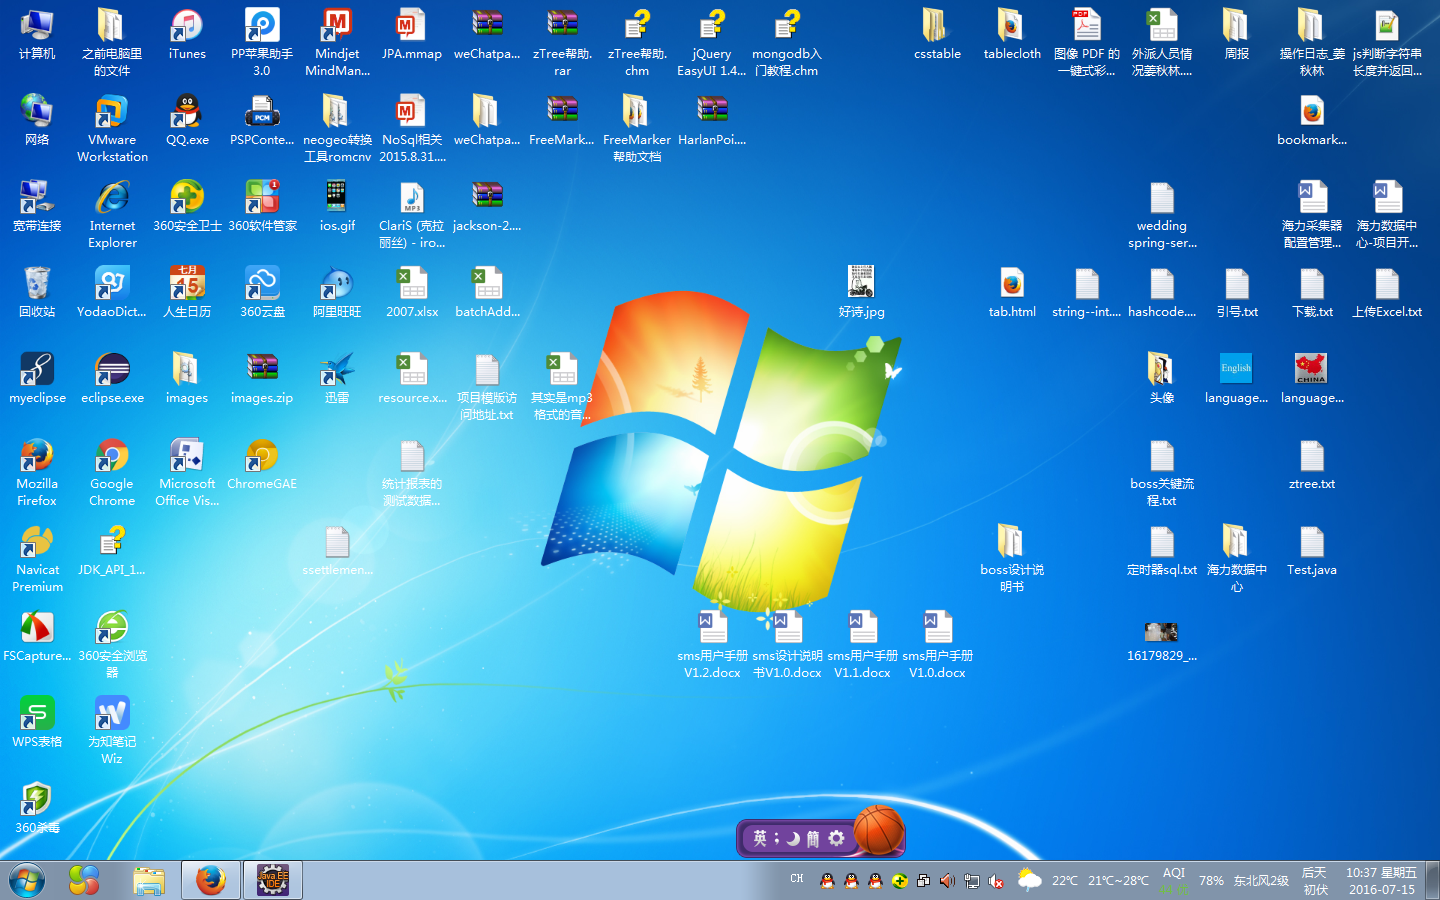 计算机
之前电脑里
的文件
iTunes
PP苹果助手
3.0
Mindjet
MindMan...
JPA.mmap
weChatpa...
zTree帮助.
rar
zTree帮助.
chm
jQuery
EasyUI 1.4...
mongodb入
门教程.chm
csstable
tablecloth
图像 PDF 的
一键式彩...
外派人员情
况姜秋林....
周报
操作日志_姜
秋林
js判断字符串
长度并返回...
网络
VMware
Workstation
QQ.exe
PSPConte...
neogeo转换
工具romcnv
NoSql相关
2015.8.31....
weChatpa...
FreeMark...
FreeMarker
帮助文档
HarlanPoi....
bookmark...
宽带连接
Internet
Explorer
360安全卫士
360软件管家
ios.gif
ClariS (克拉
丽丝) - iro...
jackson-2....
wedding
spring-ser...
海力采集器
配置管理...
海力数据中
心-项目开...
回收站
YodaoDict...
人生日历
360云盘
阿里旺旺
2007.xlsx
batchAdd...
好诗.jpg
tab.html
string--int....
hashcode....
引号.txt
下载.txt
上传Excel.txt
myeclipse
eclipse.exe
images
images.zip
迅雷
resource.x...
项目模版访
问地址.txt
其实是mp3
格式的音...
头像
English
language...
CHINA
language...
Mozilla
Firefox
Google
Chrome
Microsoft
Office Vis...
ChromeGAE
统计报表的
测试数据...
boss关键流
程.txt
ztree.txt
Navicat
Premium
JDK_API_1...
ssettlemen...
boss设计说
明书
定时器sql.txt
海力数据中
心
Test.java
FSCapture...
360安全浏览
器
sms用户手册
V1.2.docx
sms设计说明
书V1.0.docx
sms用户手册
V1.1.docx
sms用户手册
V1.0.docx
16179829_...
WPS表格
为知笔记
Wiz
360杀毒
英 ; 簡
CH
22℃
21℃~28℃
AQI
44 优
78%
东北风2级
后天
初伏
10:37 星期五
2016-07-15